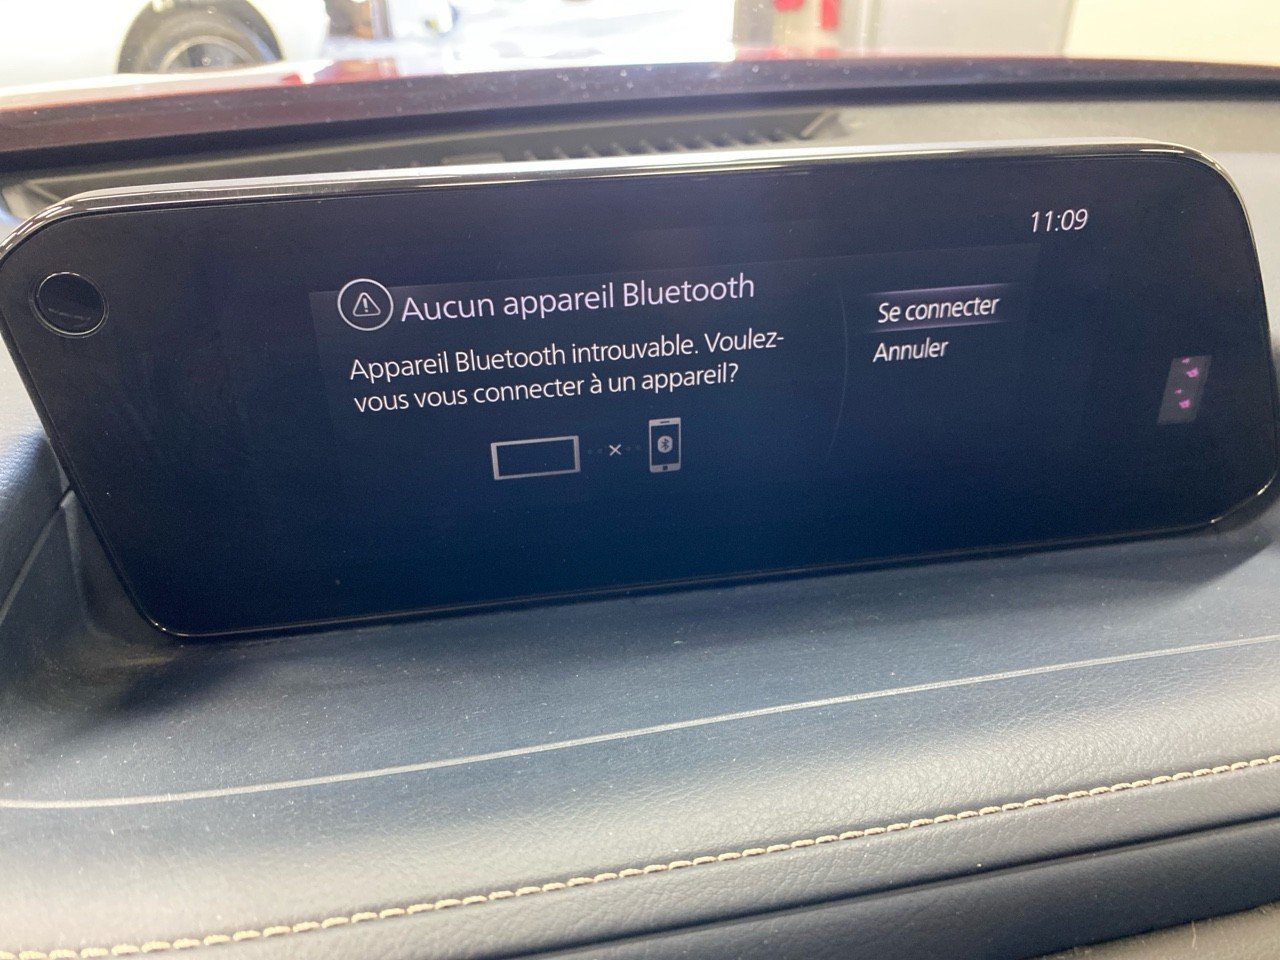 11:09
Aucun appareil Bluetooth
Appareil Bluetooth introuvable. Voulez-
vous vous connecter à un appareil?
Se connecter
Annuler